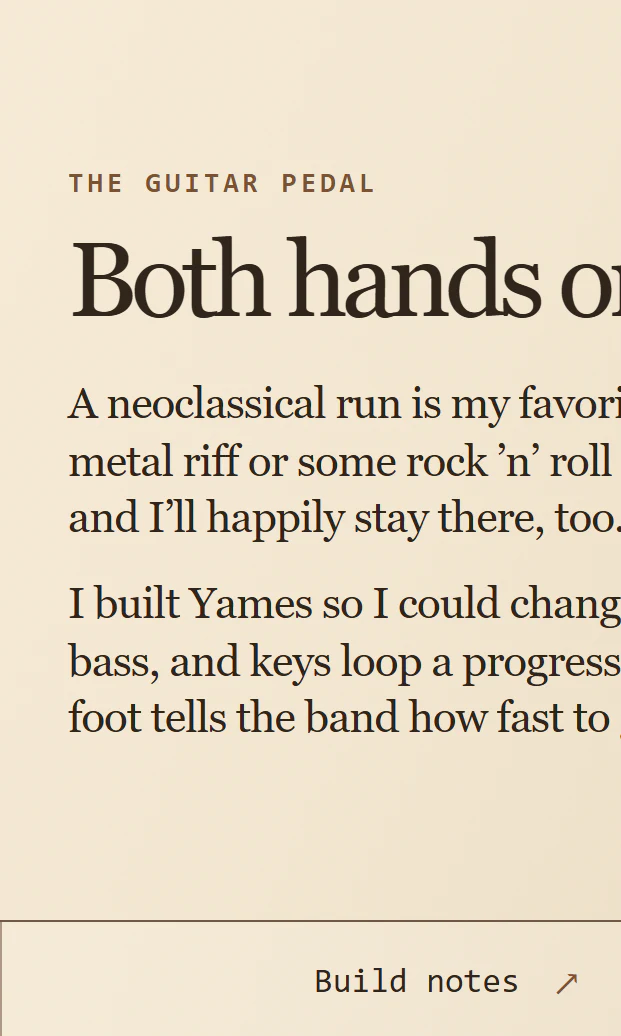 THE GUITAR PEDAL
Both hands
A neoclassical run is my
metal riff or some rock ’n’ roll
and I’ll happily stay there, too.
I built Yames so I could
bass, and keys loop a
foot tells the band how fast to
Build notes ↗